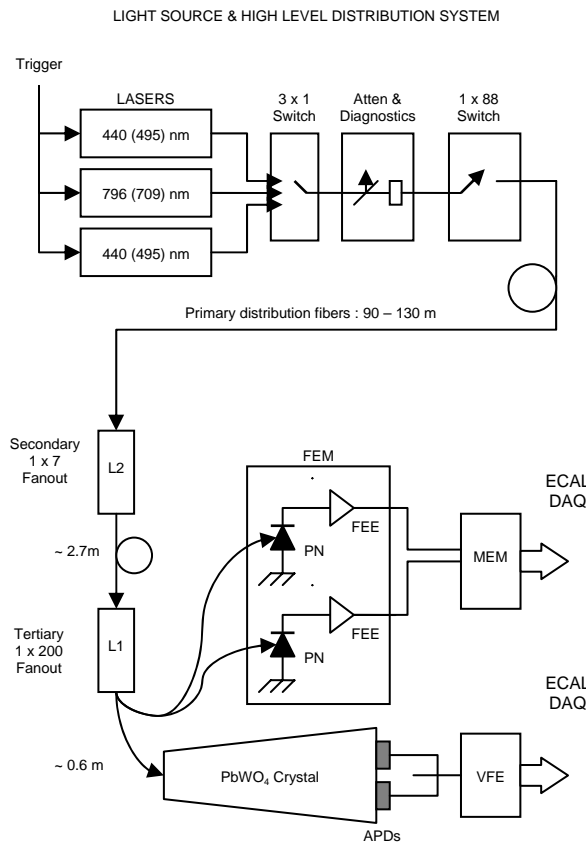 LIGHT SOURCE & HIGH LEVEL DISTRIBUTION SYSTEM
Trigger
LASERS
3 x 1
Switch
Atten &
Diagnostics
1 x 88
Switch
440 (495) nm
796 (709) nm
440 (495) nm
Primary distribution fibers : 90 – 130 m
Secondary
1 x 7
Fanout
L2
FEM
PN
FEE
MEM
ECAL
DAQ
~ 2.7m
Tertiary
1 x 200
Fanout
L1
PN
FEE
ECAL
DAQ
~ 0.6 m
PbWO4 Crystal
VFE
APDs